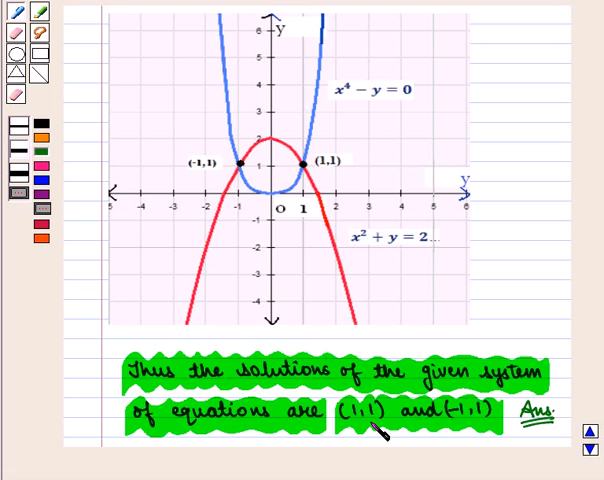 y
6
5
4
x⁴ − y = 0
3
2
(-1,1)
1
(1,1)
y
5 -4 -3 -2 -1 O 1 2 3 4 5 6
-1
x² + y = 2...
-2
-3
-4
Thus the solutions of the given system
of equations are (1,1) and (-1,1) Ans.